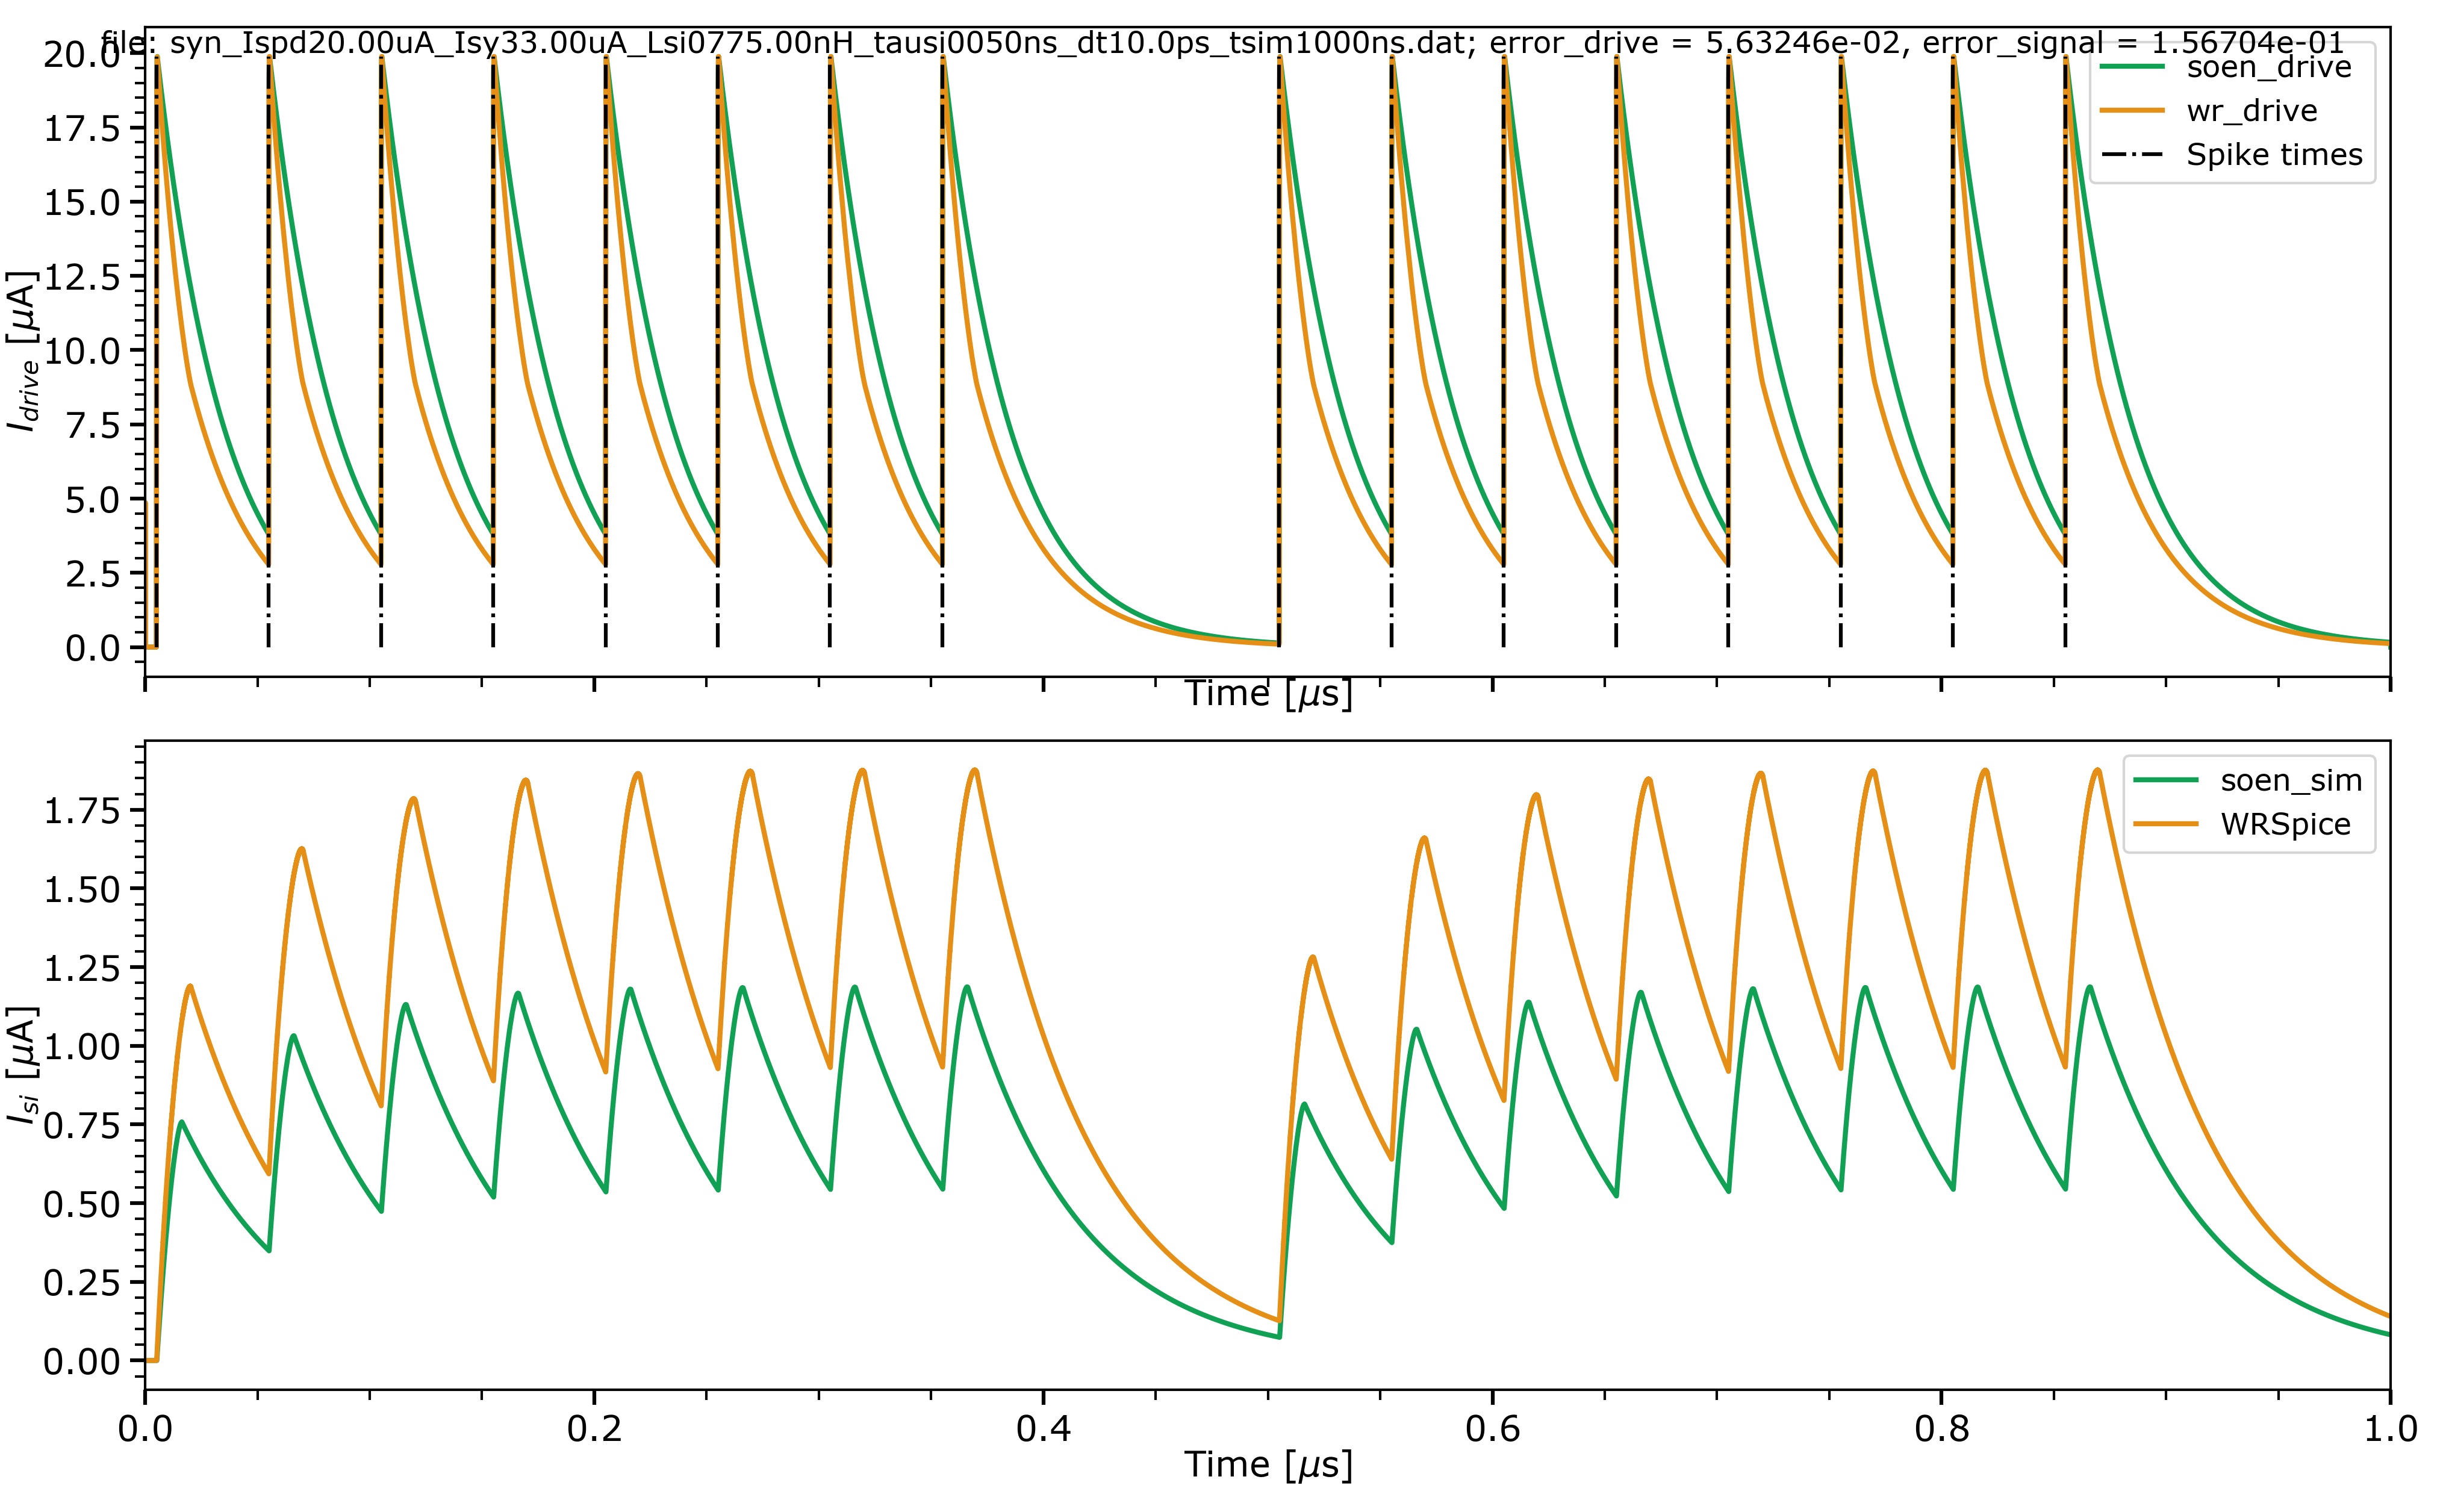 file: syn_Ispd20.00uA_Isy33.00uA_Lsi0775.00nH_tausi0050ns_dt10.0ps_tsim1000ns.dat; error_drive = 5.63246e-02, error_signal = 1.56704e-01
20.0
17.5
15.0
12.5
10.0
7.5
5.0
2.5
0.0
I_drive [μA]
soen_drive
wr_drive
Spike times
Time [μs]
1.75
1.50
1.25
1.00
0.75
0.50
0.25
0.00
I_si [μA]
soen_sim
WRSpice
0.0 0.2 0.4 0.6 0.8 1.0
Time [μs]